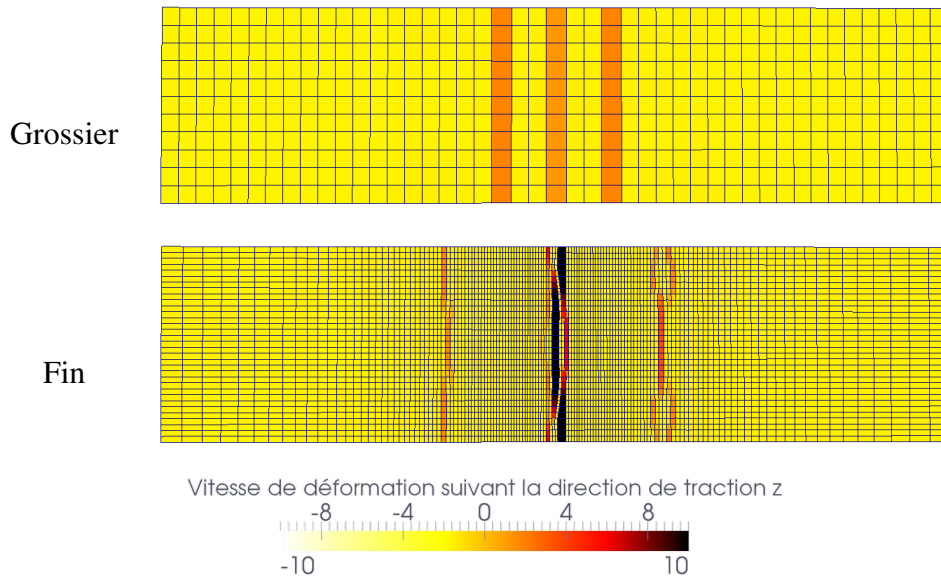 Grossier
Fin
Vitesse de déformation suivant la direction de traction z
-8 -4 0 4 8
-10 10